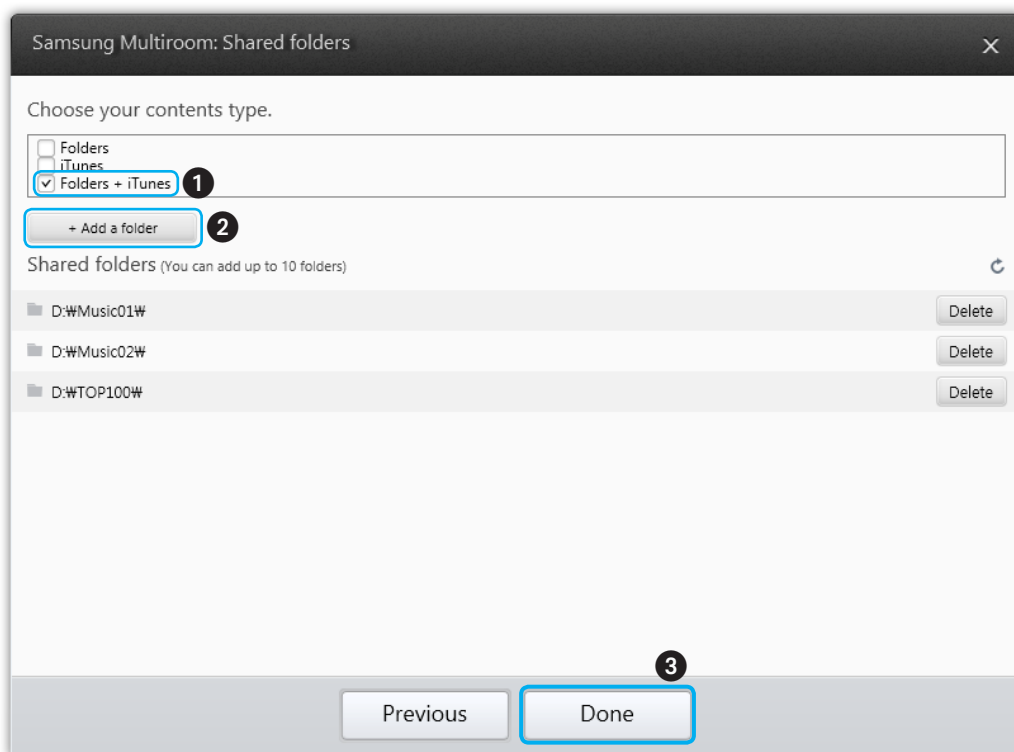 Samsung Multiroom: Shared folders
Choose your contents type.
Folders
iTunes
Folders + iTunes 1
+ Add a folder 2
Shared folders (You can add up to 10 folders)
D:₩Music01₩ Delete
D:₩Music02₩ Delete
D:₩TOP100₩ Delete
3
Previous Done